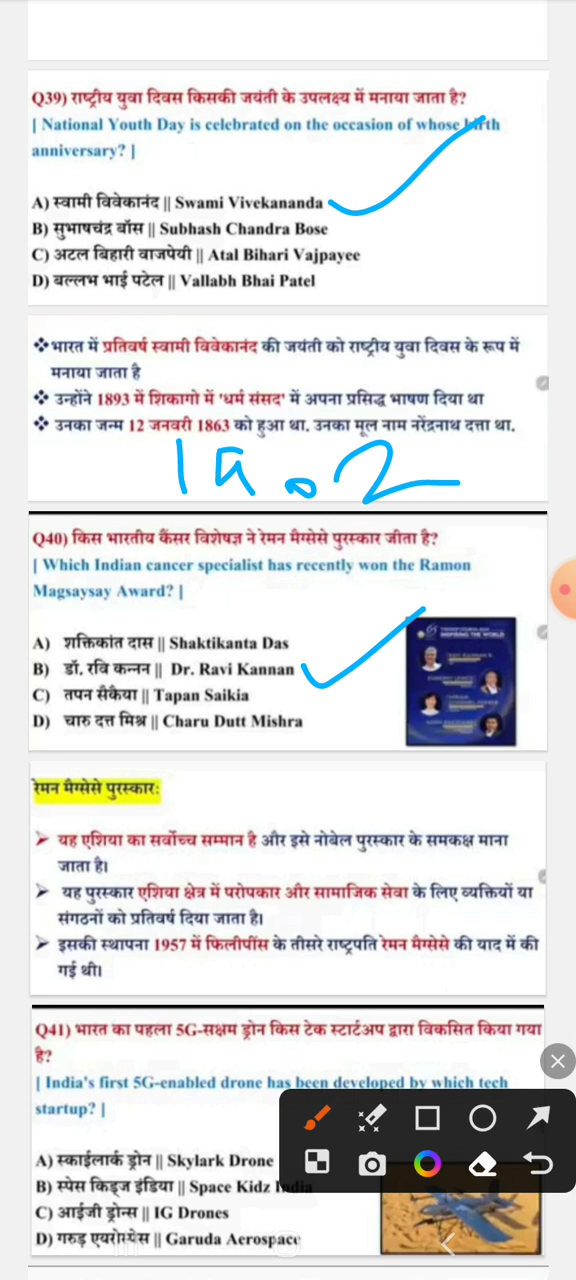 Q39) राष्ट्रीय युवा दिवस किसकी जयंती के उपलक्ष्य में मनाया जाता है?
| National Youth Day is celebrated on the occasion of whose birth
anniversary? |
A) स्वामी विवेकानंद || Swami Vivekananda
B) सुभाषचंद्र बॉस || Subhash Chandra Bose
C) अटल बिहारी वाजपेयी || Atal Bihari Vajpayee
D) बल्लभ भाई पटेल || Vallabh Bhai Patel
❖भारत में प्रतिवर्ष स्वामी विवेकानंद की जयंती को राष्ट्रीय युवा दिवस के रूप में
मनाया जाता है
❖ उन्होंने 1893 में शिकागो में 'धर्म संसद' में अपना प्रसिद्ध भाषण दिया था
❖ उनका जन्म 12 जनवरी 1863 को हुआ था. उनका मूल नाम नरेंद्रनाथ दत्ता था.
1902
Q40) किस भारतीय कैंसर विशेषज्ञ ने रेमन मैग्सेसे पुरस्कार जीता है?
| Which Indian cancer specialist has recently won the Ramon
Magsaysay Award? |
A) शक्तिकांत दास || Shaktikanta Das
B) डॉ. रवि कन्नन || Dr. Ravi Kannan
C) तपन सैकैया || Tapan Saikia
D) चारु दत्त मिश्र || Charu Dutt Mishra
रेमन मैग्सेसे पुरस्कार:
➤ यह एशिया का सर्वोच्च सम्मान है और इसे नोबेल पुरस्कार के समकक्ष माना
जाता है।
➤ यह पुरस्कार एशिया क्षेत्र में परोपकार और सामाजिक सेवा के लिए व्यक्तियों या
संगठनों को प्रतिवर्ष दिया जाता है।
➤ इसकी स्थापना 1957 में फिलीपींस के तीसरे राष्ट्रपति रेमन मैग्सेसे की याद में की
गई थी।
Q41) भारत का पहला 5G-सक्षम ड्रोन किस टेक स्टार्टअप द्वारा विकसित किया गया
है?
| India's first 5G-enabled drone has been developed by which tech
startup? |
A) स्काईलार्क ड्रोन || Skylark Drone
B) स्पेस किड्ज इंडिया || Space Kidz India
C) आईजी ड्रोन्स || IG Drones
D) गरुड़ एयरोस्पेस || Garuda Aerospace